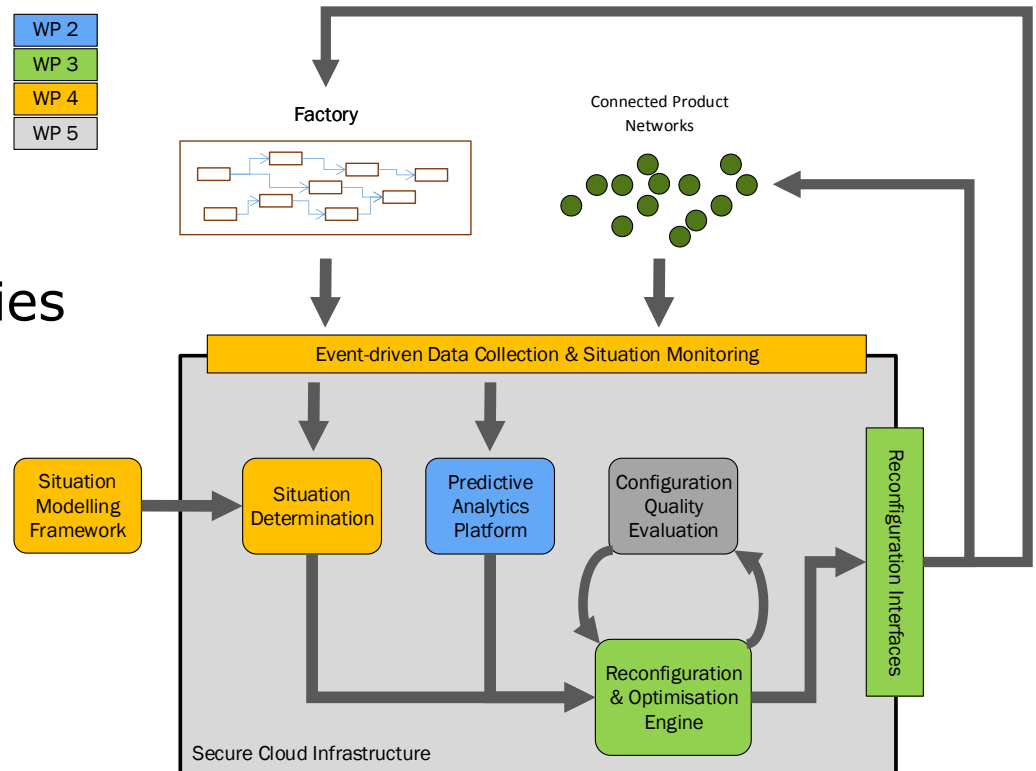 WP 2
WP 3
WP 4
WP 5
Factory
Connected Product
Networks
ies
Event-driven Data Collection & Situation Monitoring
Situation
Modelling
Framework
Situation
Determination
Predictive
Analytics
Platform
Configuration
Quality
Evaluation
Reconfiguration Interfaces
Reconfiguration
& Optimisation
Engine
Secure Cloud Infrastructure